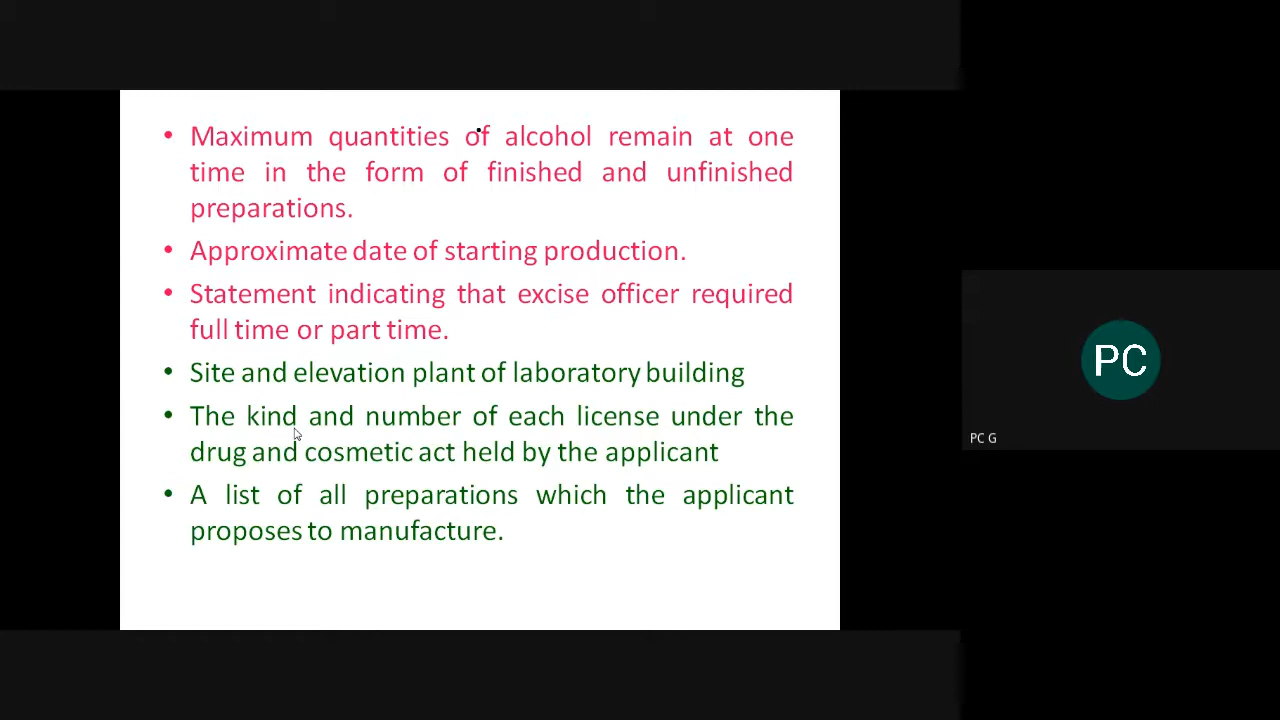 • Maximum quantities of alcohol remain at one
time in the form of finished and unfinished
preparations.
• Approximate date of starting production.
• Statement indicating that excise officer required
full time or part time.
• Site and elevation plant of laboratory building
• The kind and number of each license under the
drug and cosmetic act held by the applicant
• A list of all preparations which the applicant
proposes to manufacture.
PC
PC G